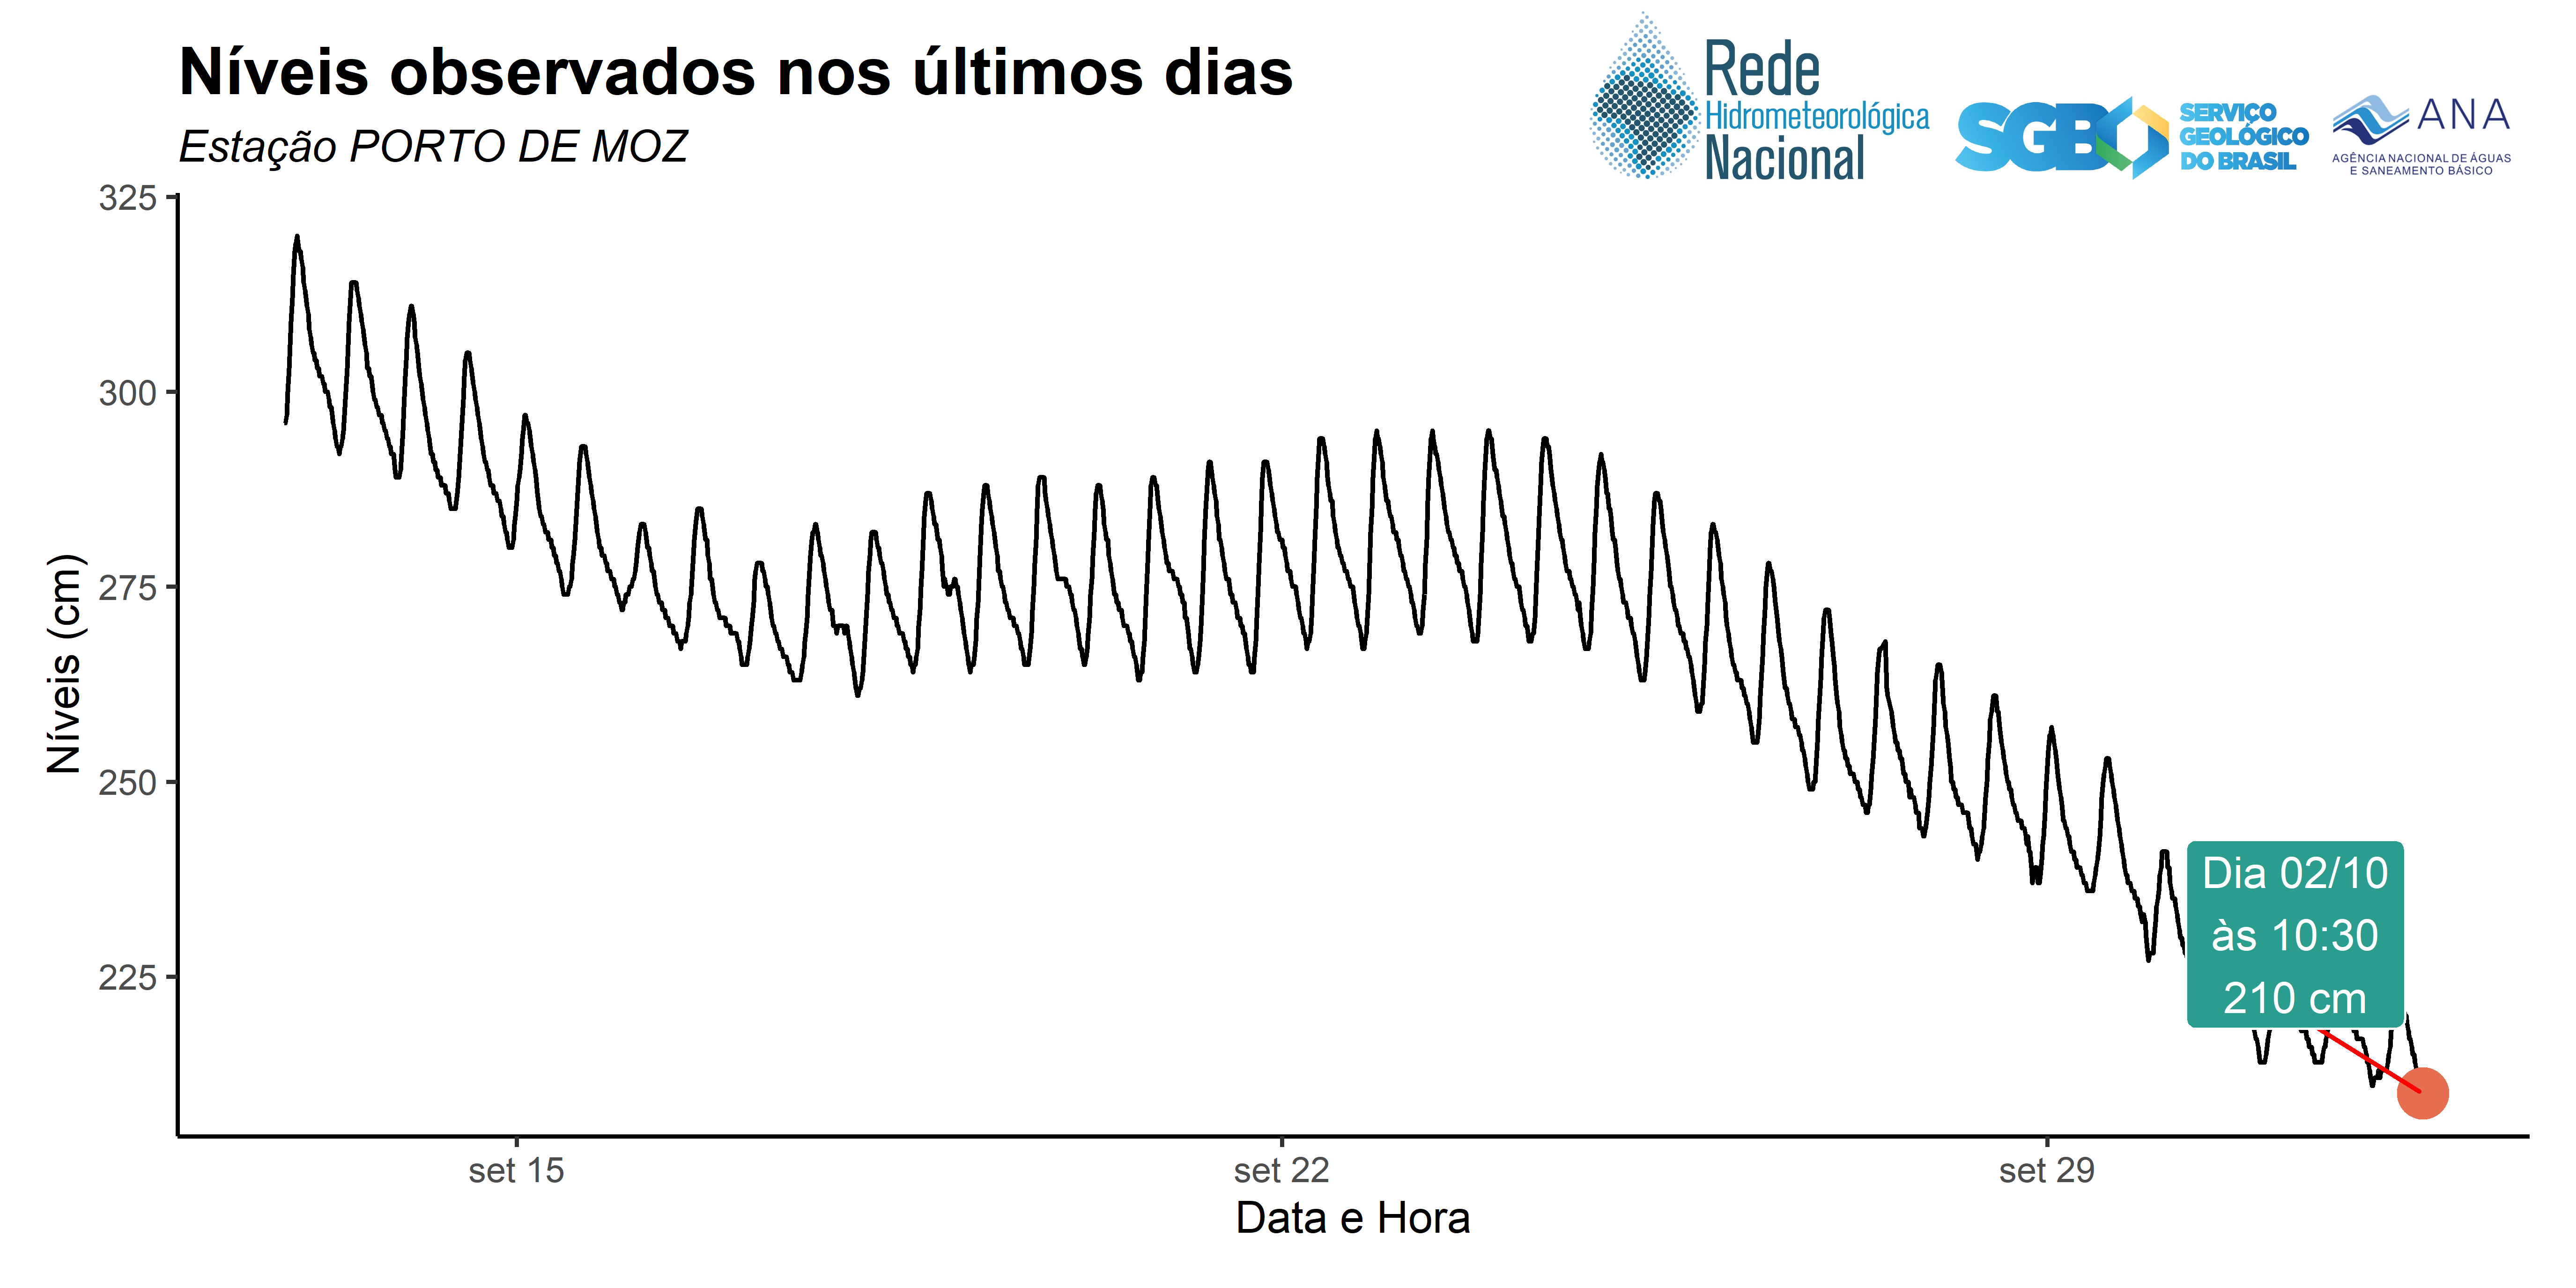 Níveis observados nos últimos dias
Estação PORTO DE MOZ
Rede
Hidrometeorológica
Nacional
SGB
SERVIÇO
GEOLÓGICO
DO BRASIL
ANA
AGÊNCIA NACIONAL DE ÁGUAS
E SANEAMENTO BÁSICO
325
300
275
250
225
Níveis (cm)
Dia 02/10
às 10:30
210 cm
set 15
set 22
set 29
Data e Hora